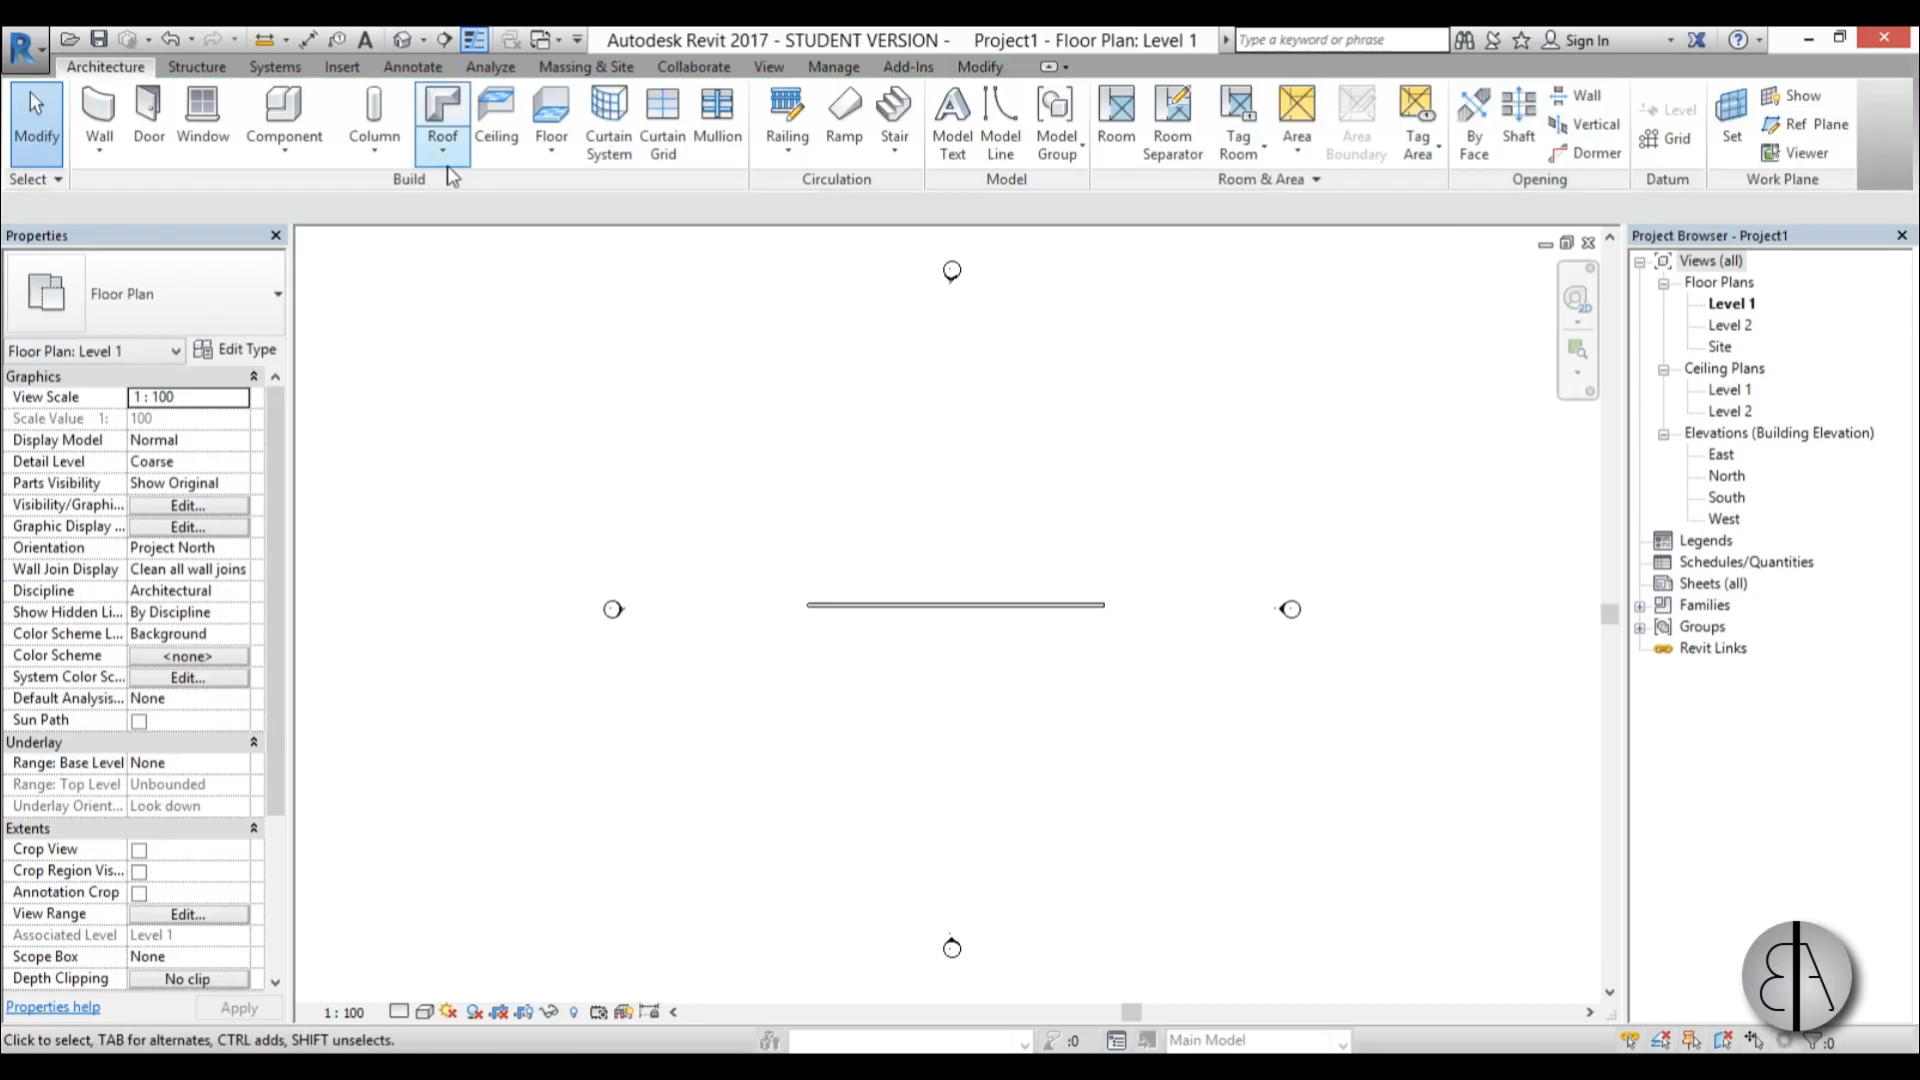 Autodesk Revit 2017 - STUDENT VERSION - Project1 - Floor Plan: Level 1
Type a keyword or phrase
Sign In
Architecture Structure Systems Insert Annotate Analyze Massing & Site Collaborate View Manage Add-Ins Modify
Modify
Wall
Door
Window
Component
Column
Roof
Ceiling
Floor
Curtain System
Curtain Grid
Mullion
Railing
Ramp
Stair
Model Text
Model Line
Model Group
Room
Room Separator
Tag Room
Area
Area Boundary
Tag Area
By Face
Shaft
Wall
Vertical
Dormer
Level
Grid
Set
Show
Ref Plane
Viewer
Select
Build
Circulation
Model
Room & Area
Opening
Datum
Work Plane
Properties
Floor Plan
Floor Plan: Level 1
Edit Type
Graphics
View Scale 1 : 100
Scale Value 1: 100
Display Model Normal
Detail Level Coarse
Parts Visibility Show Original
Visibility/Graphi... Edit...
Graphic Display ... Edit...
Orientation Project North
Wall Join Display Clean all wall joins
Discipline Architectural
Show Hidden Li... By Discipline
Color Scheme L... Background
Color Scheme <none>
System Color Sc... Edit...
Default Analysis... None
Sun Path
Underlay
Range: Base Level None
Range: Top Level Unbounded
Underlay Orient... Look down
Extents
Crop View
Crop Region Vis...
Annotation Crop
View Range Edit...
Associated Level Level 1
Scope Box None
Depth Clipping No clip
Properties help
Apply
2D
Project Browser - Project1
Views (all)
Floor Plans
Level 1
Level 2
Site
Ceiling Plans
Level 1
Level 2
Elevations (Building Elevation)
East
North
South
West
Legends
Schedules/Quantities
Sheets (all)
Families
Groups
Revit Links
1 : 100
Click to select, TAB for alternates, CTRL adds, SHIFT unselects.
:0
Main Model
:0